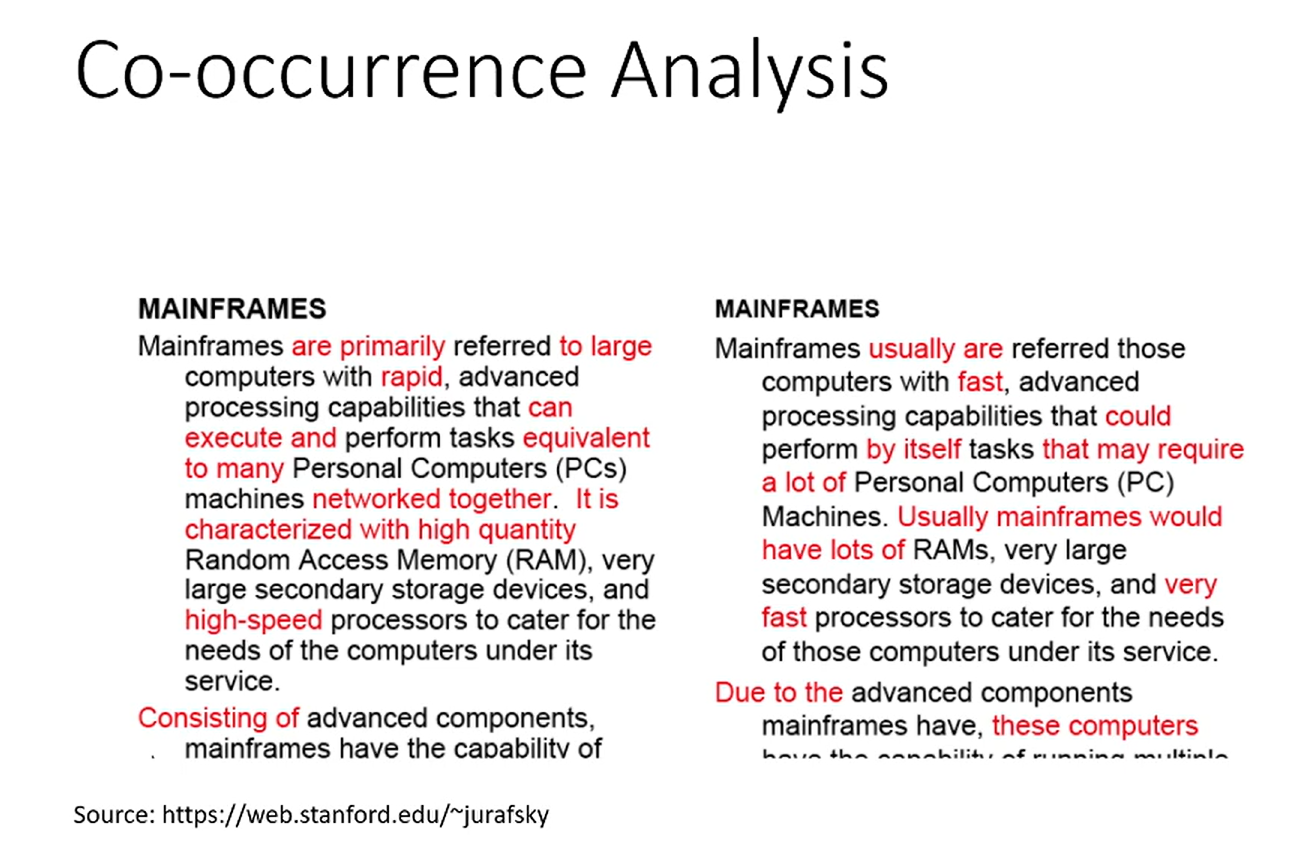 Co-occurrence Analysis
MAINFRAMES
Mainframes are primarily referred to large
computers with rapid, advanced
processing capabilities that can
execute and perform tasks equivalent
to many Personal Computers (PCs)
machines networked together. It is
characterized with high quantity
Random Access Memory (RAM), very
large secondary storage devices, and
high-speed processors to cater for the
needs of the computers under its
service.
Consisting of advanced components,
mainframes have the capability of
MAINFRAMES
Mainframes usually are referred those
computers with fast, advanced
processing capabilities that could
perform by itself tasks that may require
a lot of Personal Computers (PC)
Machines. Usually mainframes would
have lots of RAMs, very large
secondary storage devices, and very
fast processors to cater for the needs
of those computers under its service.
Due to the advanced components
mainframes have, these computers
have the capability of running multiple
Source: https://web.stanford.edu/~jurafsky